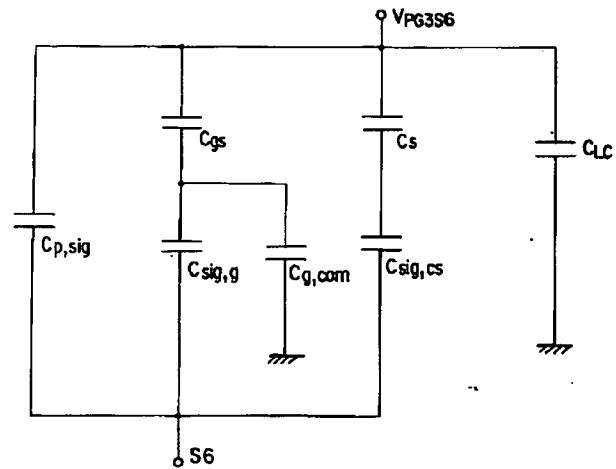 VPG3S6
Cgs
Cs
CLC
Cp,sig
Csig,g
Cg,com
Csig,cs
S6